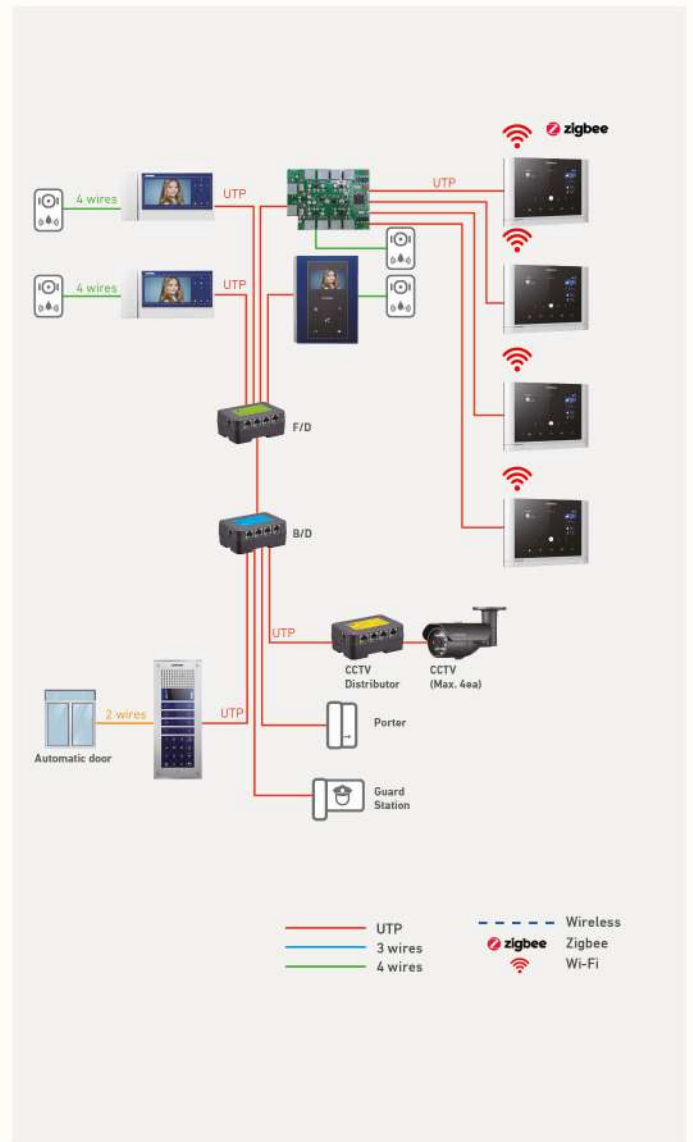 zigbee
4 wires
UTP
UTP
4 wires
UTP
F/D
B/D
UTP
CCTV
Distributor
CCTV
(Max. 4ea)
2 wires
UTP
Porter
Automatic door
Guard
Station
UTP
Wireless
3 wires
zigbee
Zigbee
4 wires
Wi-Fi